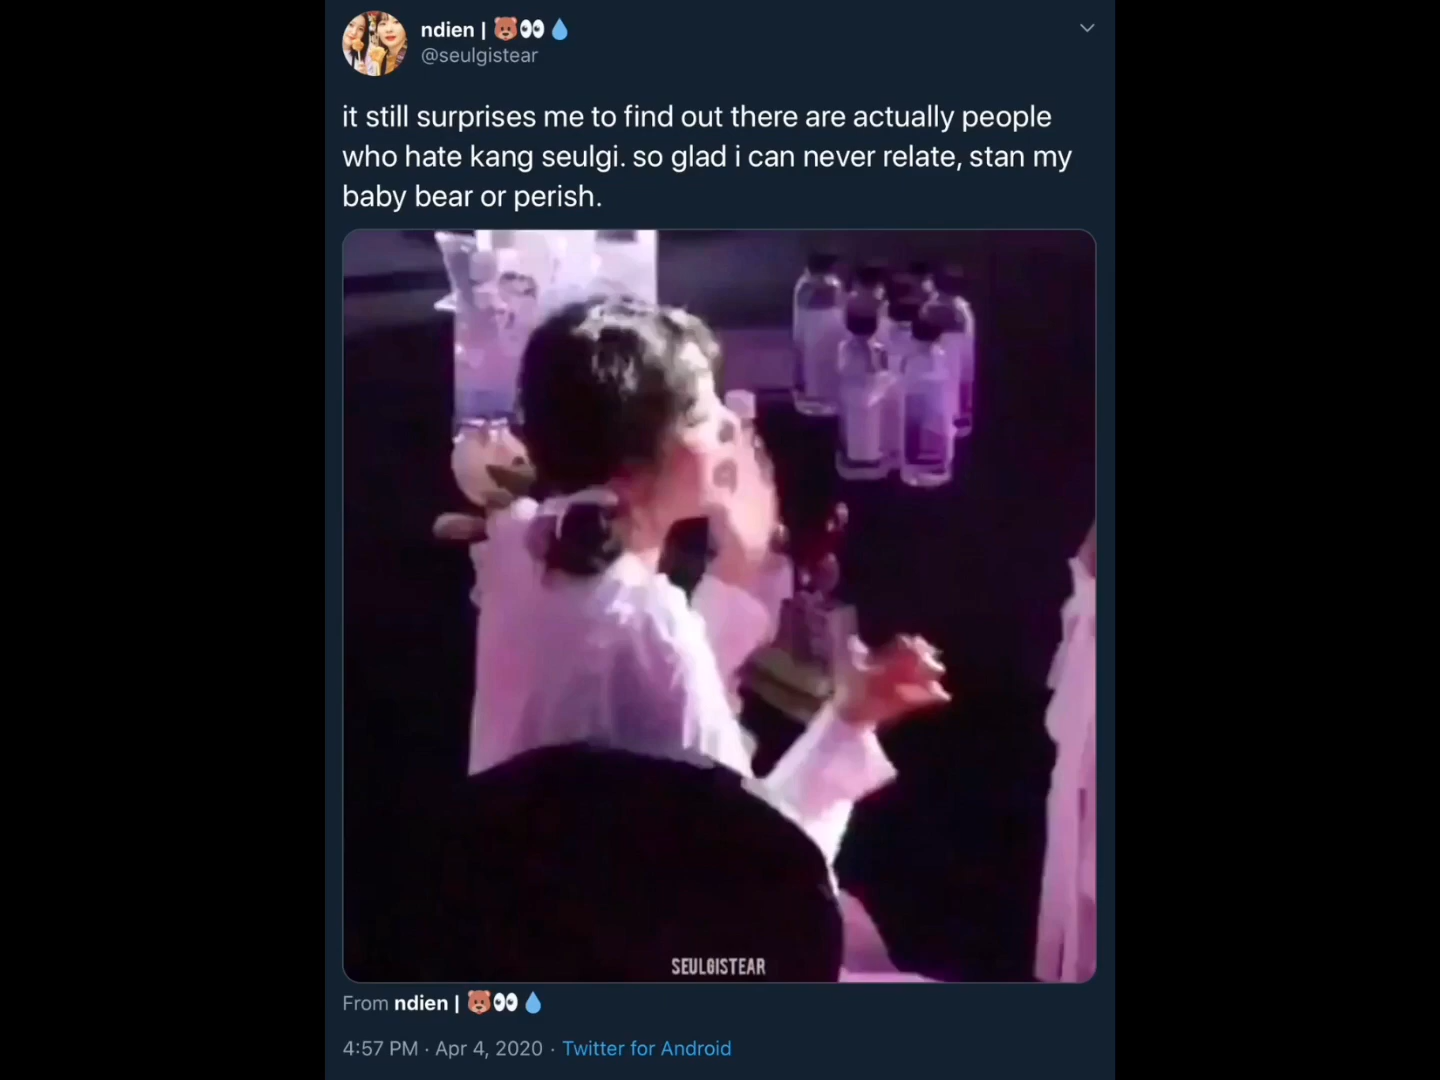 ndien | 🐻👀💧
@seulgistear
it still surprises me to find out there are actually people
who hate kang seulgi. so glad i can never relate, stan my
baby bear or perish.
SEULGISTEAR
From ndien | 🐻👀💧
4:57 PM · Apr 4, 2020 · Twitter for Android